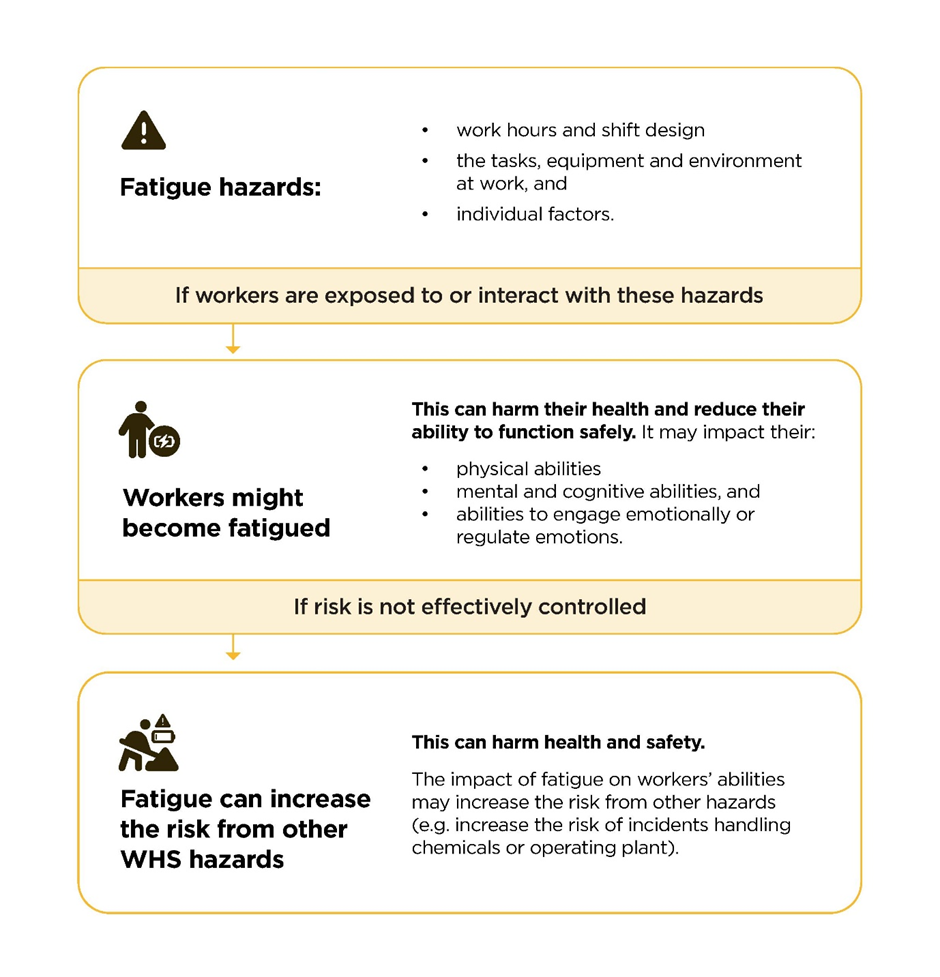 Fatigue hazards:
• work hours and shift design
• the tasks, equipment and environment
at work, and
• individual factors.
If workers are exposed to or interact with these hazards
Workers might
become fatigued
This can harm their health and reduce their
ability to function safely. It may impact their:
• physical abilities
• mental and cognitive abilities, and
• abilities to engage emotionally or
regulate emotions.
If risk is not effectively controlled
Fatigue can increase
the risk from other
WHS hazards
This can harm health and safety.
The impact of fatigue on workers’ abilities
may increase the risk from other hazards
(e.g. increase the risk of incidents handling
chemicals or operating plant).